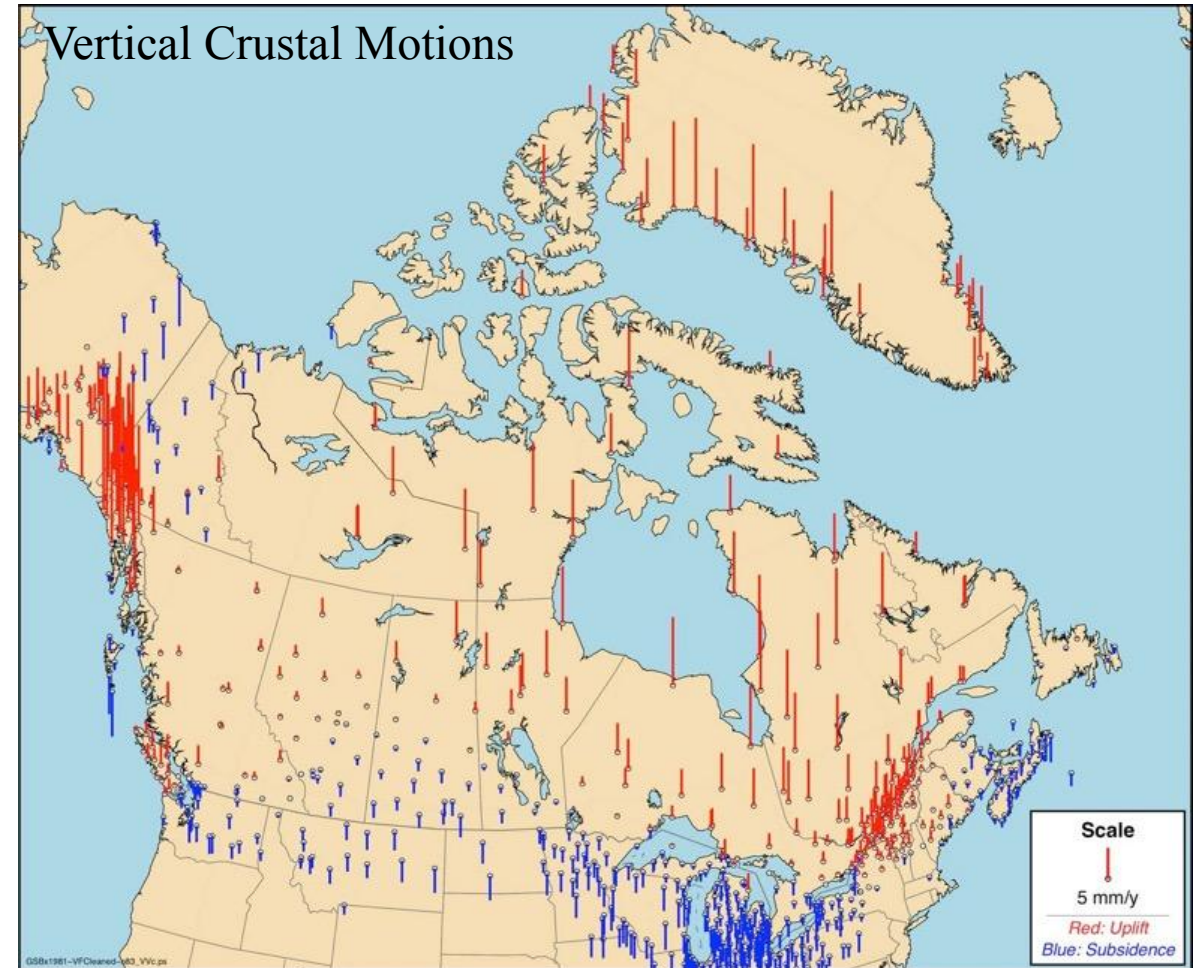 Vertical Crustal Motions
Scale
5 mm/y
Red: Uplift
Blue: Subsidence